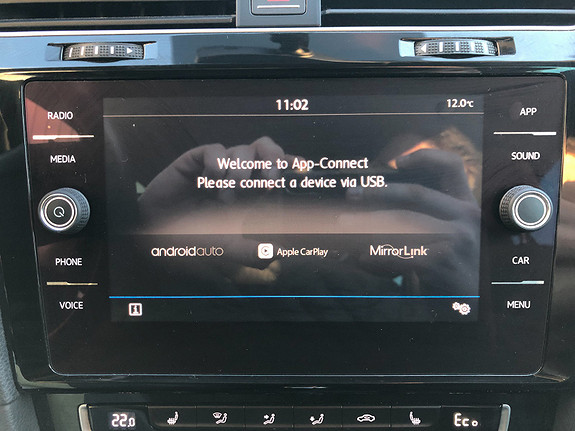 11:02
12.0°C
RADIO
APP
MEDIA
SOUND
Welcome to App-Connect
Please connect a device via USB.
androidauto
Apple CarPlay
MirrorLink
PHONE
CAR
VOICE
MENU
22.0
Eco